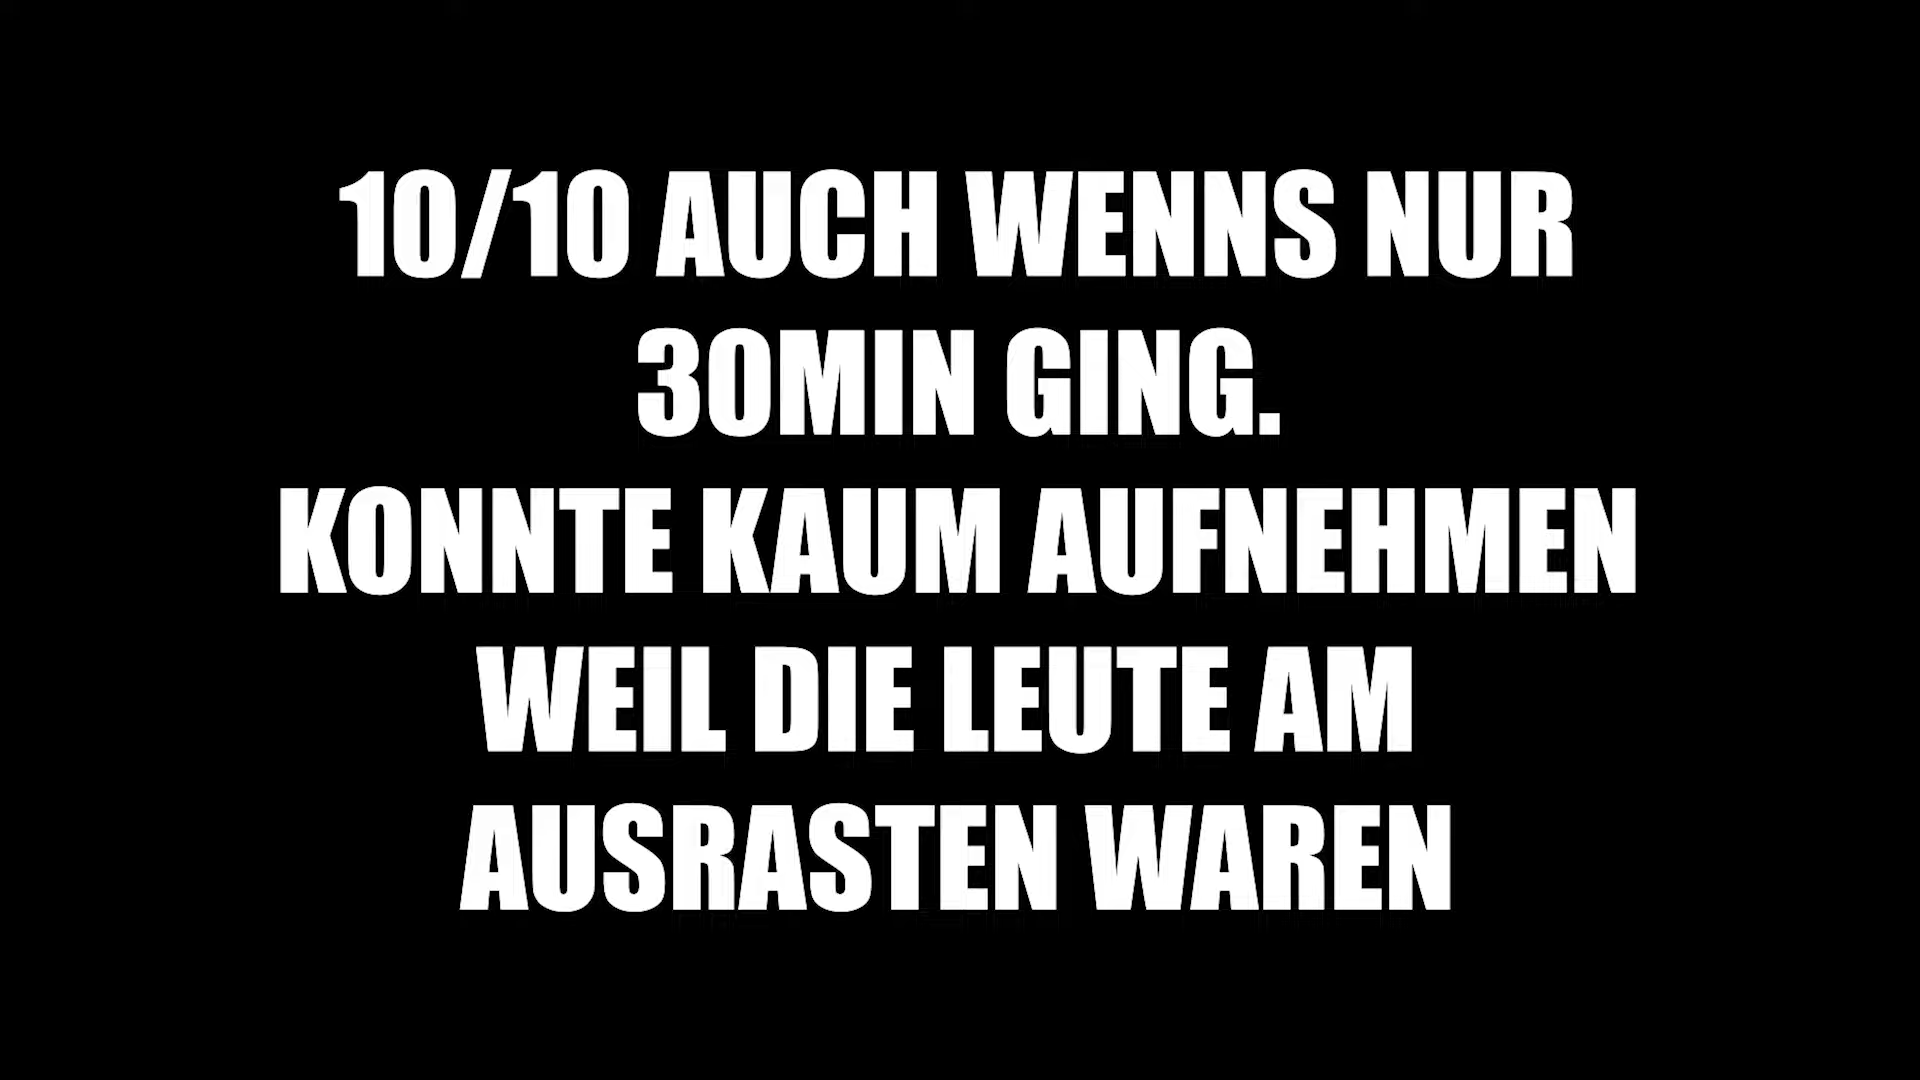 10/10 AUCH WENNS NUR
30MIN GING.
KONNTE KAUM AUFNEHMEN
WEIL DIE LEUTE AM
AUSRASTEN WAREN